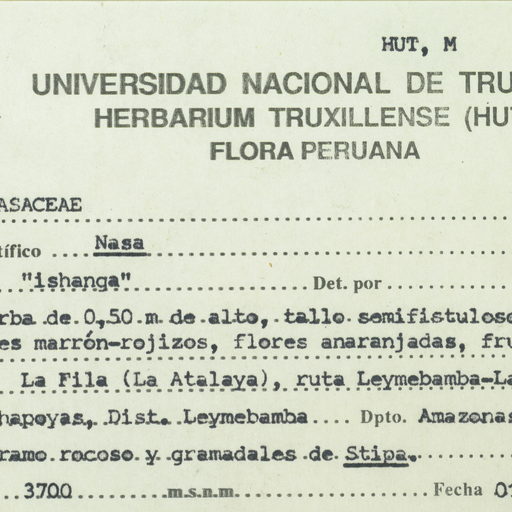 HUT, M
UNIVERSIDAD NACIONAL DE TRU
HERBARIUM TRUXILLENSE (HU
FLORA PERUANA
ASACEAE
tífico .... Nasa
"ishanga" Det. por
rba de 0,50 m de alto, tallo semifistulos
es marrón-rojizos, flores anaranjadas, fru
La Fila (La Atalaya), ruta Leymebamba-La
hapoyas, Dist. Leymebamba .... Dpto. Amazonas
ramo rocoso y gramadales de Stipa.
3700 m.s.n.m. Fecha 01